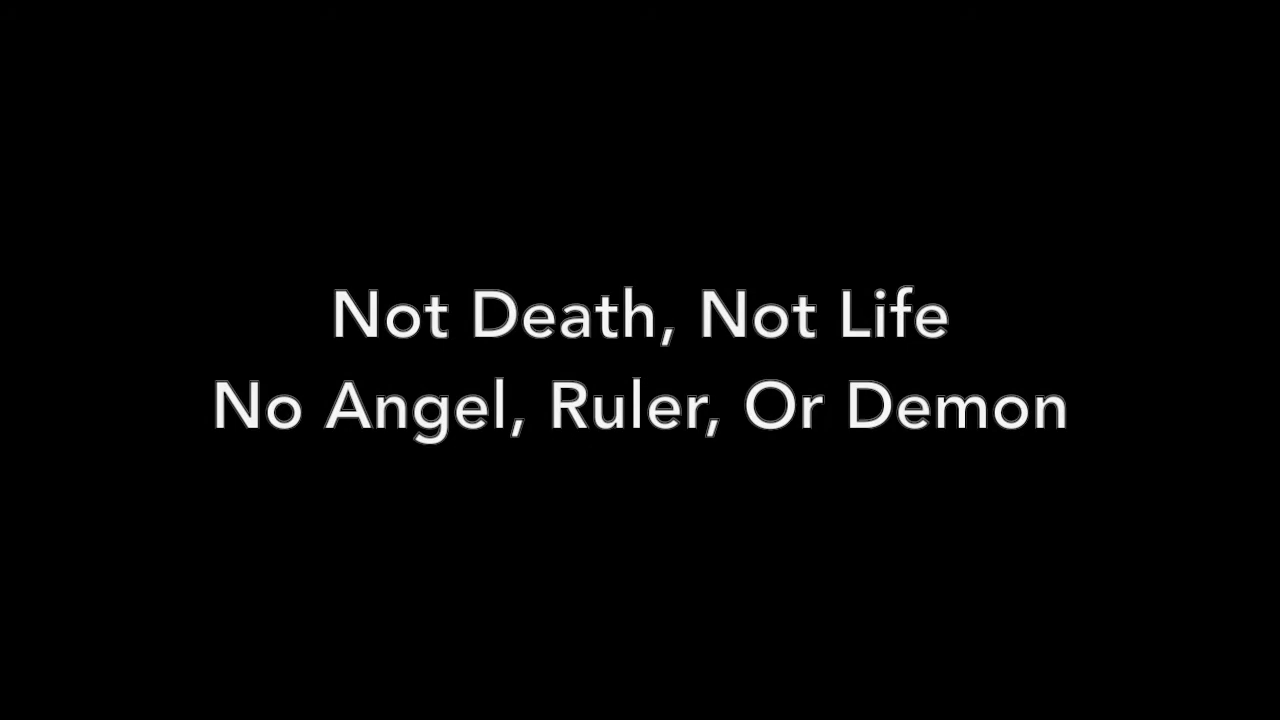 Not Death, Not Life
No Angel, Ruler, Or Demon